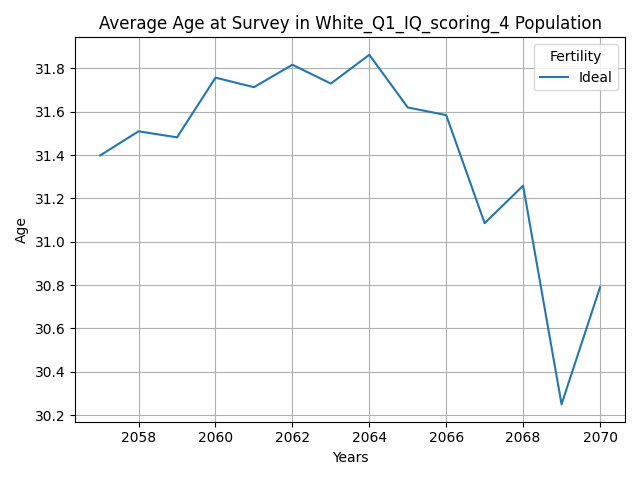 Average Age at Survey in White_Q1_IQ_scoring_4 Population
Fertility
Ideal
Age
31.8
31.6
31.4
31.2
31.0
30.8
30.6
30.4
30.2
2058 2060 2062 2064 2066 2068 2070
Years